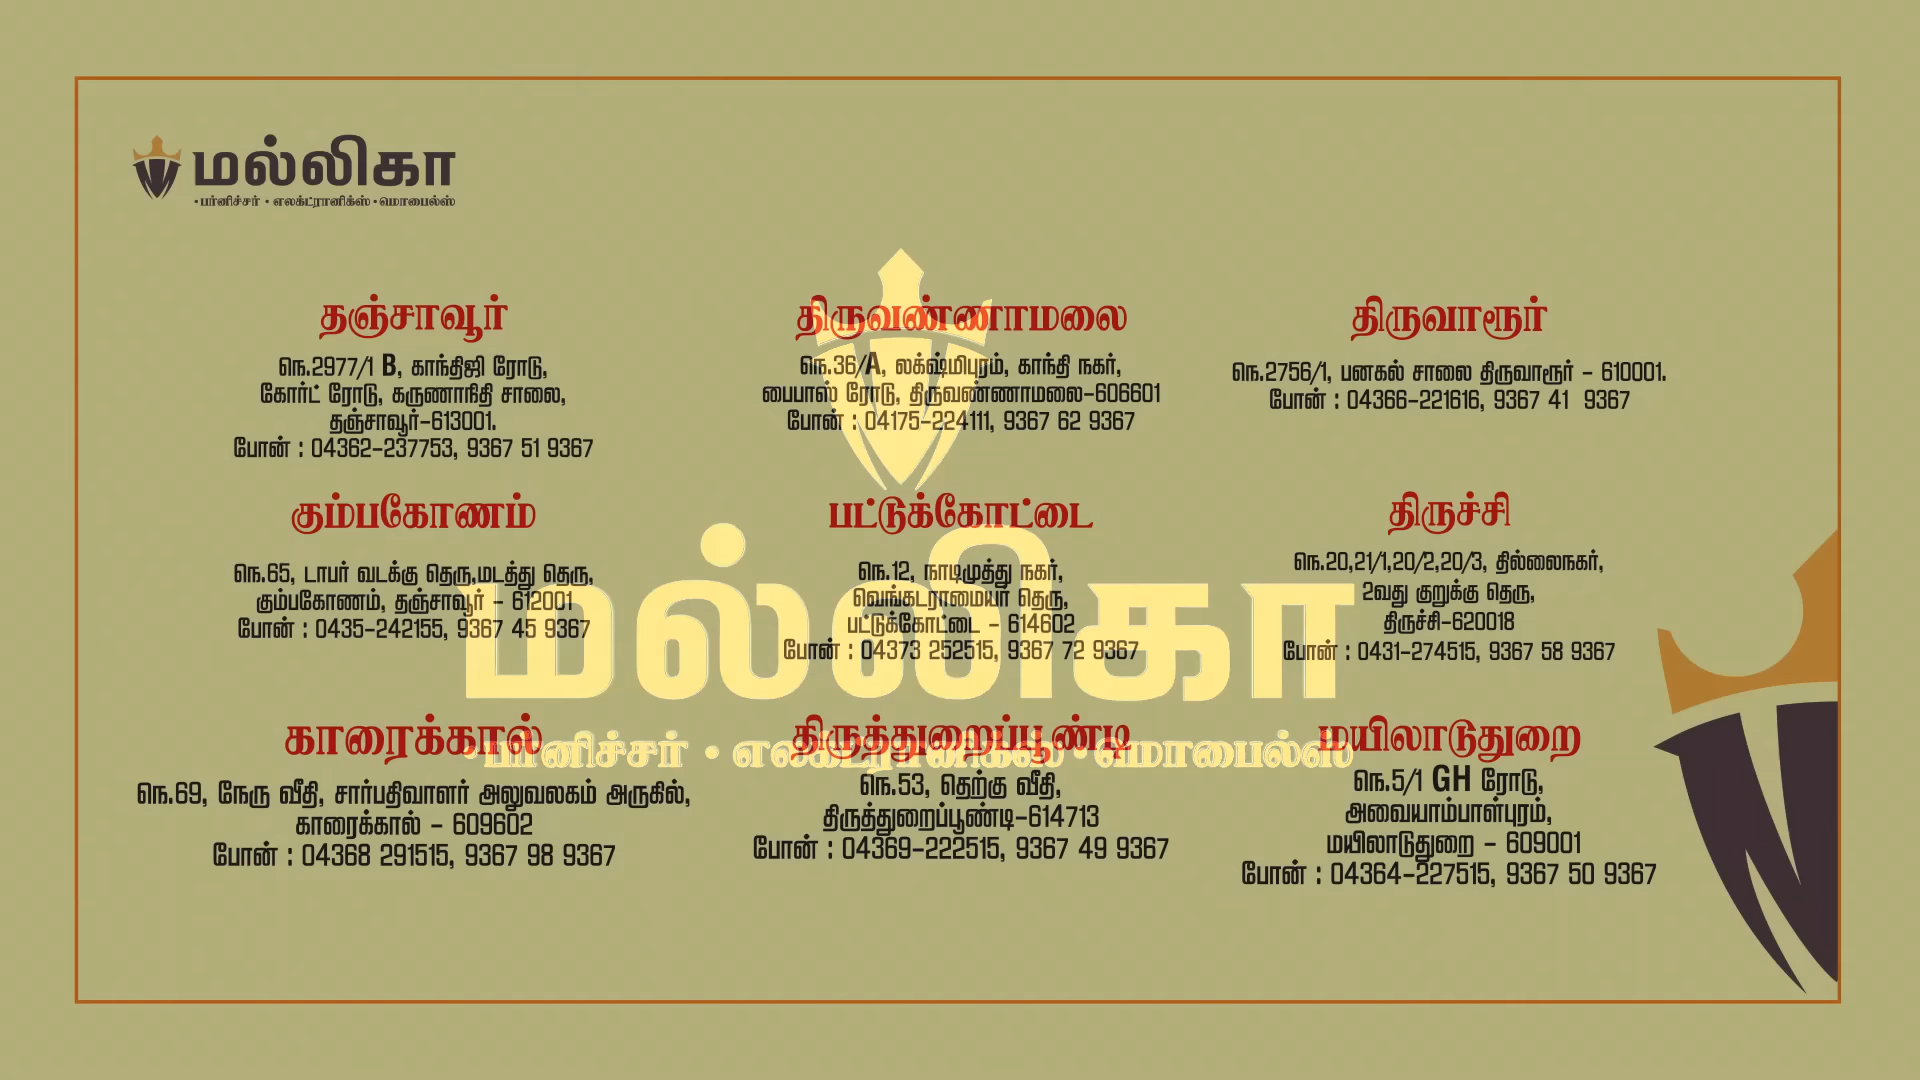 மல்லிகா
•பர்னிச்சர் •எலக்ட்ரானிக்ஸ் •மொபைல்ஸ்
தஞ்சாவூர்
நெ.2977/1 B, காந்திஜி ரோடு,
கோர்ட் ரோடு, கருணாநிதி சாலை,
தஞ்சாவூர்-613001.
போன் : 04362-237753, 9367 51 9367
திருவண்ணாமலை
நெ.36/A, லக்ஷ்மிபுரம், காந்தி நகர்,
பைபாஸ் ரோடு, திருவண்ணாமலை-606601
போன் : 04175-224111, 9367 62 9367
திருவாரூர்
நெ.2756/1, பனகல் சாலை திருவாரூர் - 610001.
போன் : 04366-221616, 9367 41 9367
கும்பகோணம்
நெ.65, டாபர் வடக்கு தெரு,மடத்து தெரு,
கும்பகோணம், தஞ்சாவூர் - 612001
போன் : 0435-242155, 9367 45 9367
பட்டுக்கோட்டை
நெ.12, நாடிமுத்து நகர்,
வெங்கடராமையர் தெரு,
பட்டுக்கோட்டை - 614602
போன் : 04373 252515, 9367 72 9367
திருச்சி
நெ.20,21/1,20/2,20/3, தில்லைநகர்,
2வது குறுக்கு தெரு,
திருச்சி-620018
போன் : 0431-274515, 9367 58 9367
மல்லிகா
•பர்னிச்சர் •எலக்ட்ரானிக்ஸ் •மொபைல்ஸ்
காரைக்கால்
நெ.69, நேரு வீதி, சார்பதிவாளர் அலுவலகம் அருகில்,
காரைக்கால் - 609602
போன் : 04368 291515, 9367 98 9367
திருத்துறைப்பூண்டி
நெ.53, தெற்கு வீதி,
திருத்துறைப்பூண்டி-614713
போன் : 04369-222515, 9367 49 9367
மயிலாடுதுறை
நெ.5/1 GH ரோடு,
அவையாம்பாள்புரம்,
மயிலாடுதுறை - 609001
போன் : 04364-227515, 9367 50 9367